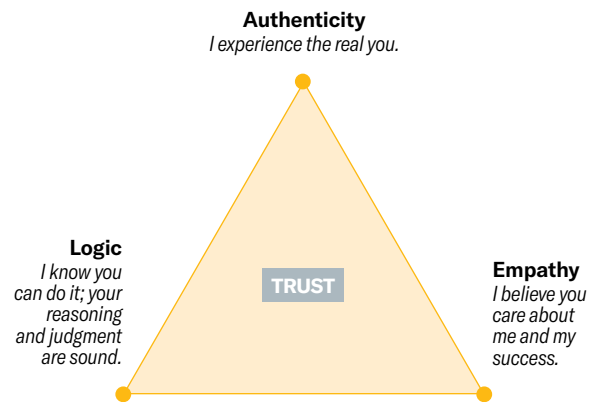 Authenticity
I experience the real you.
Logic
I know you
can do it; your
reasoning
and judgment
are sound.
TRUST
Empathy
I believe you
care about
me and my
success.